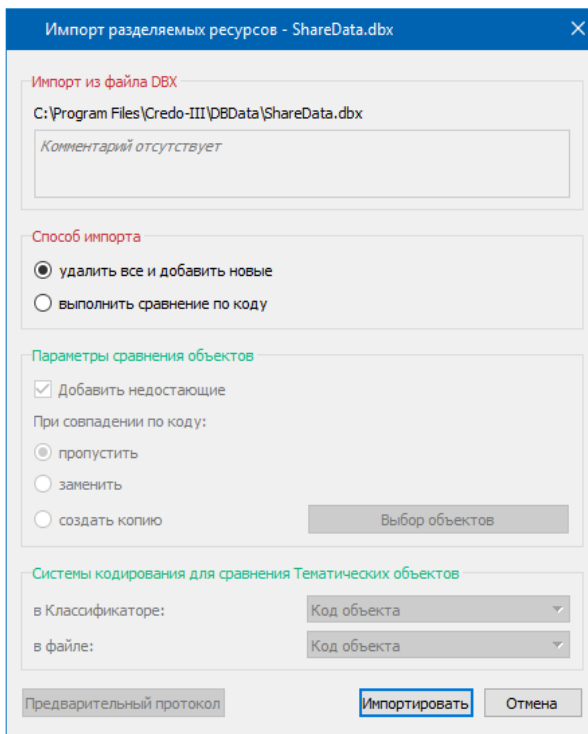 Импорт разделяемых ресурсов - ShareData.dbx
Импорт из файла DBX
C:\Program Files\Credo-III\DBData\ShareData.dbx
Комментарий отсутствует
Способ импорта
удалить все и добавить новые
выполнить сравнение по коду
Параметры сравнения объектов
Добавить недостающие
При совпадении по коду:
пропустить
заменить
создать копию Выбор объектов
Системы кодирования для сравнения Тематических объектов
в Классификаторе: Код объекта
в файле: Код объекта
Предварительный протокол Импортировать Отмена